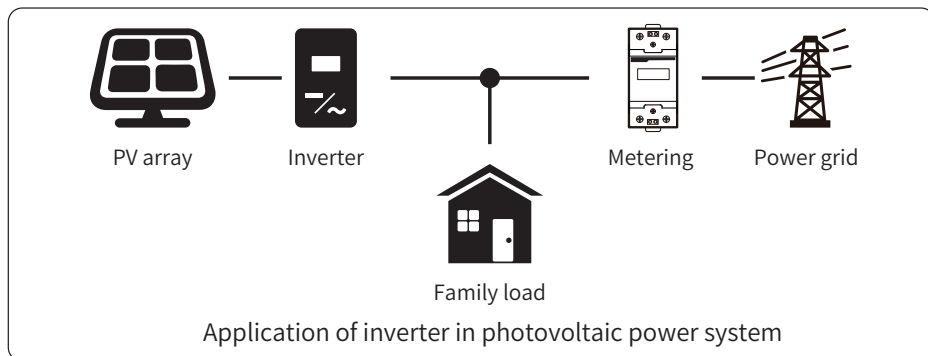 PV array
Inverter
Metering
Power grid
Family load
Application of inverter in photovoltaic power system